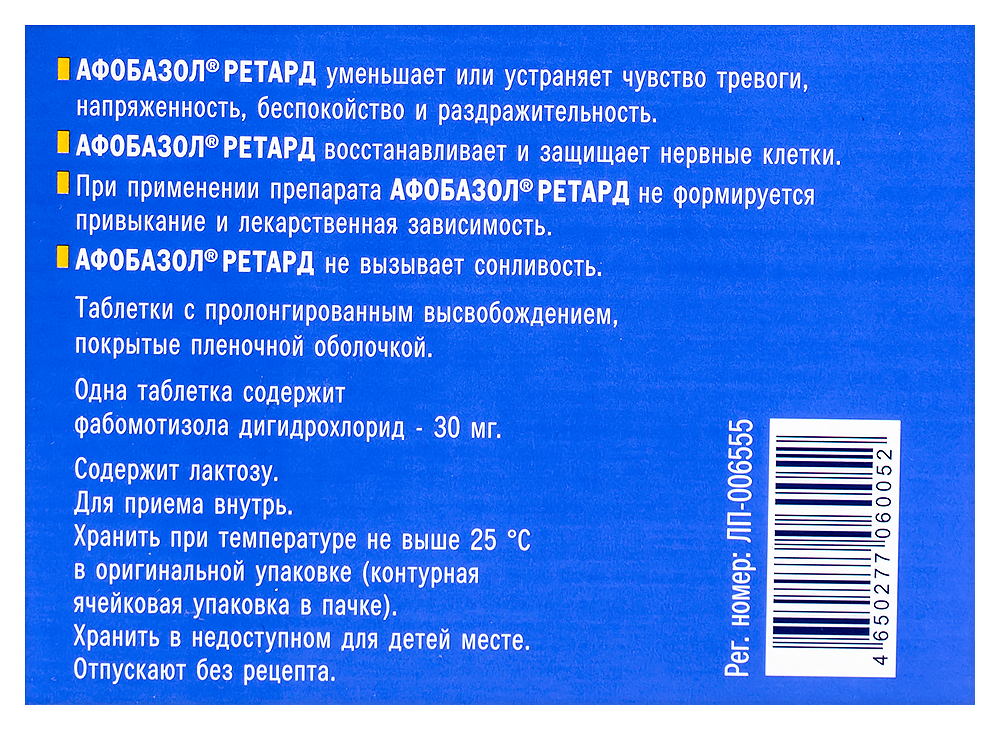 АФОБАЗОЛ® РЕТАРД уменьшает или устраняет чувство тревоги,
напряженность, беспокойство и раздражительность.
АФОБАЗОЛ® РЕТАРД восстанавливает и защищает нервные клетки.
При применении препарата АФОБАЗОЛ® РЕТАРД не формируется
привыкание и лекарственная зависимость.
АФОБАЗОЛ® РЕТАРД не вызывает сонливость.
Таблетки с пролонгированным высвобождением,
покрытые пленочной оболочкой.
Одна таблетка содержит
фабомотизола дигидрохлорид - 30 мг.
Содержит лактозу.
Для приема внутрь.
Хранить при температуре не выше 25 °С
в оригинальной упаковке (контурная
ячейковая упаковка в пачке).
Хранить в недоступном для детей месте.
Отпускают без рецепта.
Рег. номер: ЛП-006555
4 650277 060052